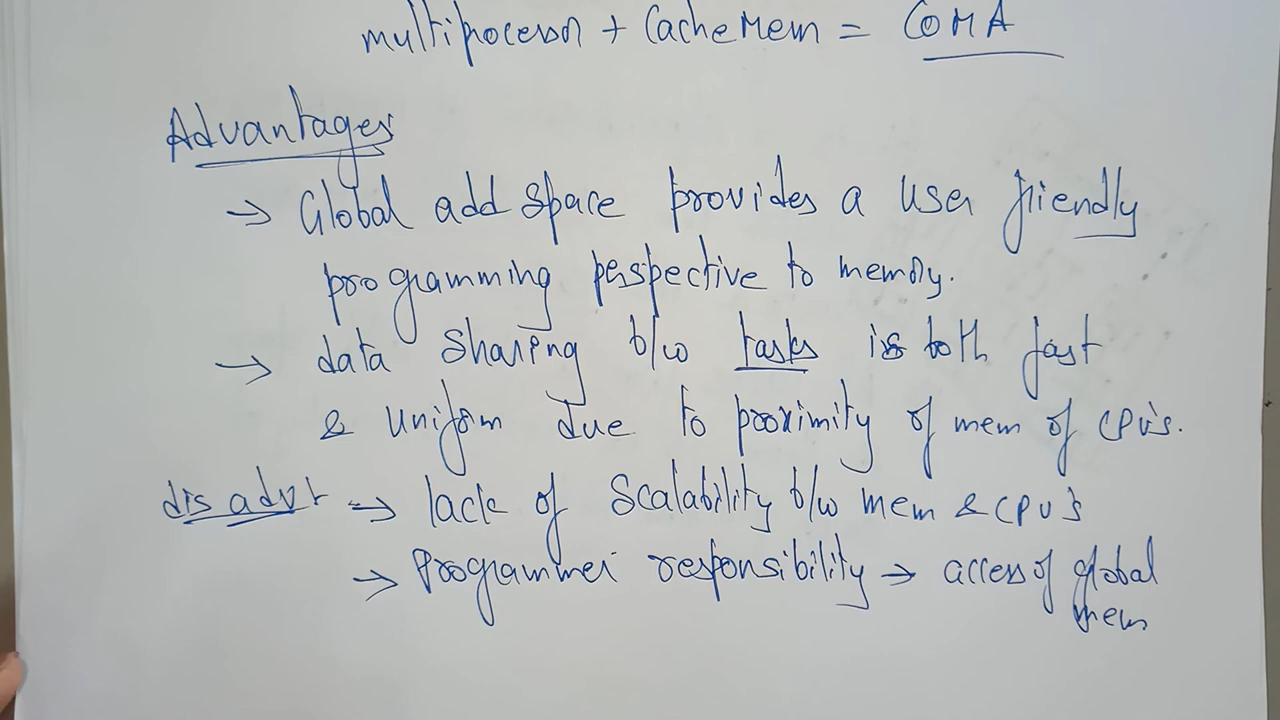 multiprocessor + Cache Mem = COMA
Advantages
→ Global add space provides a user friendly
programming perspective to memory.
→ data sharing b/w tasks is both fast
& uniform due to proximity of mem of CPU's.
disadvt → lack of Scalability b/w mem & CPU's
→ Programmer responsibility → access of global
mem